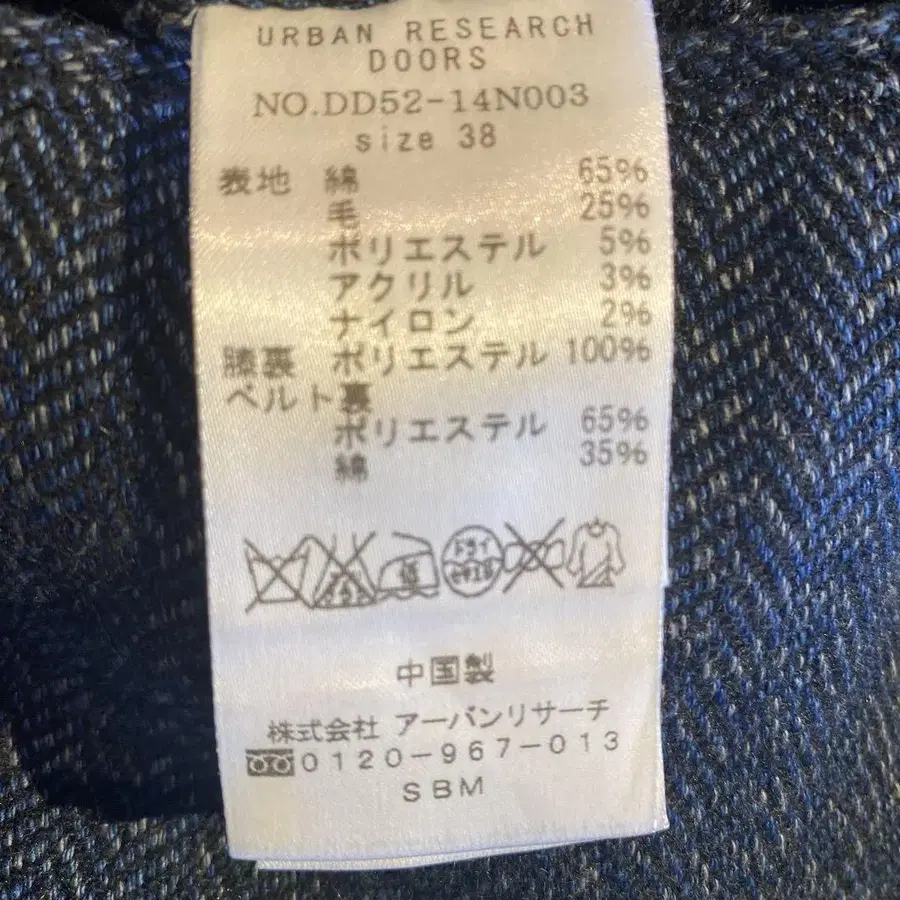 URBAN RESEARCH
DOORS
NO.DD52-14N003
size 38
表地 綿 65%
毛 25%
ポリエステル 5%
アクリル 3%
ナイロン 2%
膝裏 ポリエステル 100%
ベルト裏
ポリエステル 65%
綿 35%
ドライ
中国製
株式会社 アーバンリサーチ
0120-967-013
SBM